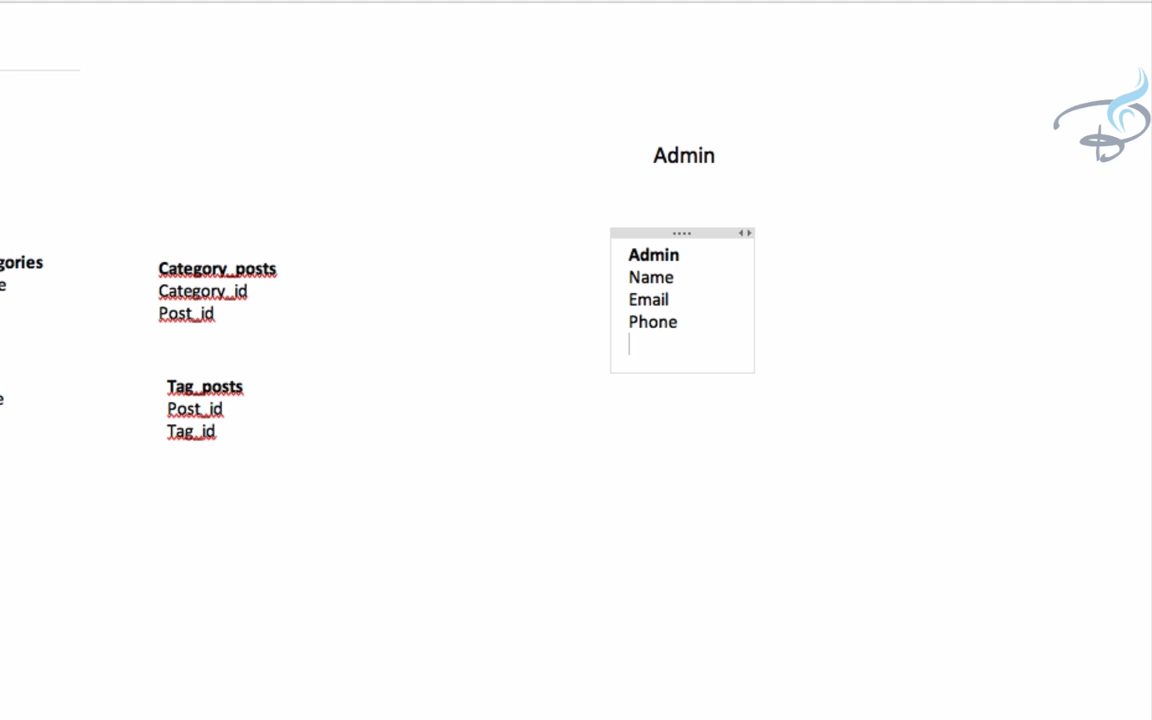 Admin
gories
e
Category_posts
Category_id
Post_id
Tag_posts
Post_id
Tag_id
e
Admin
Name
Email
Phone